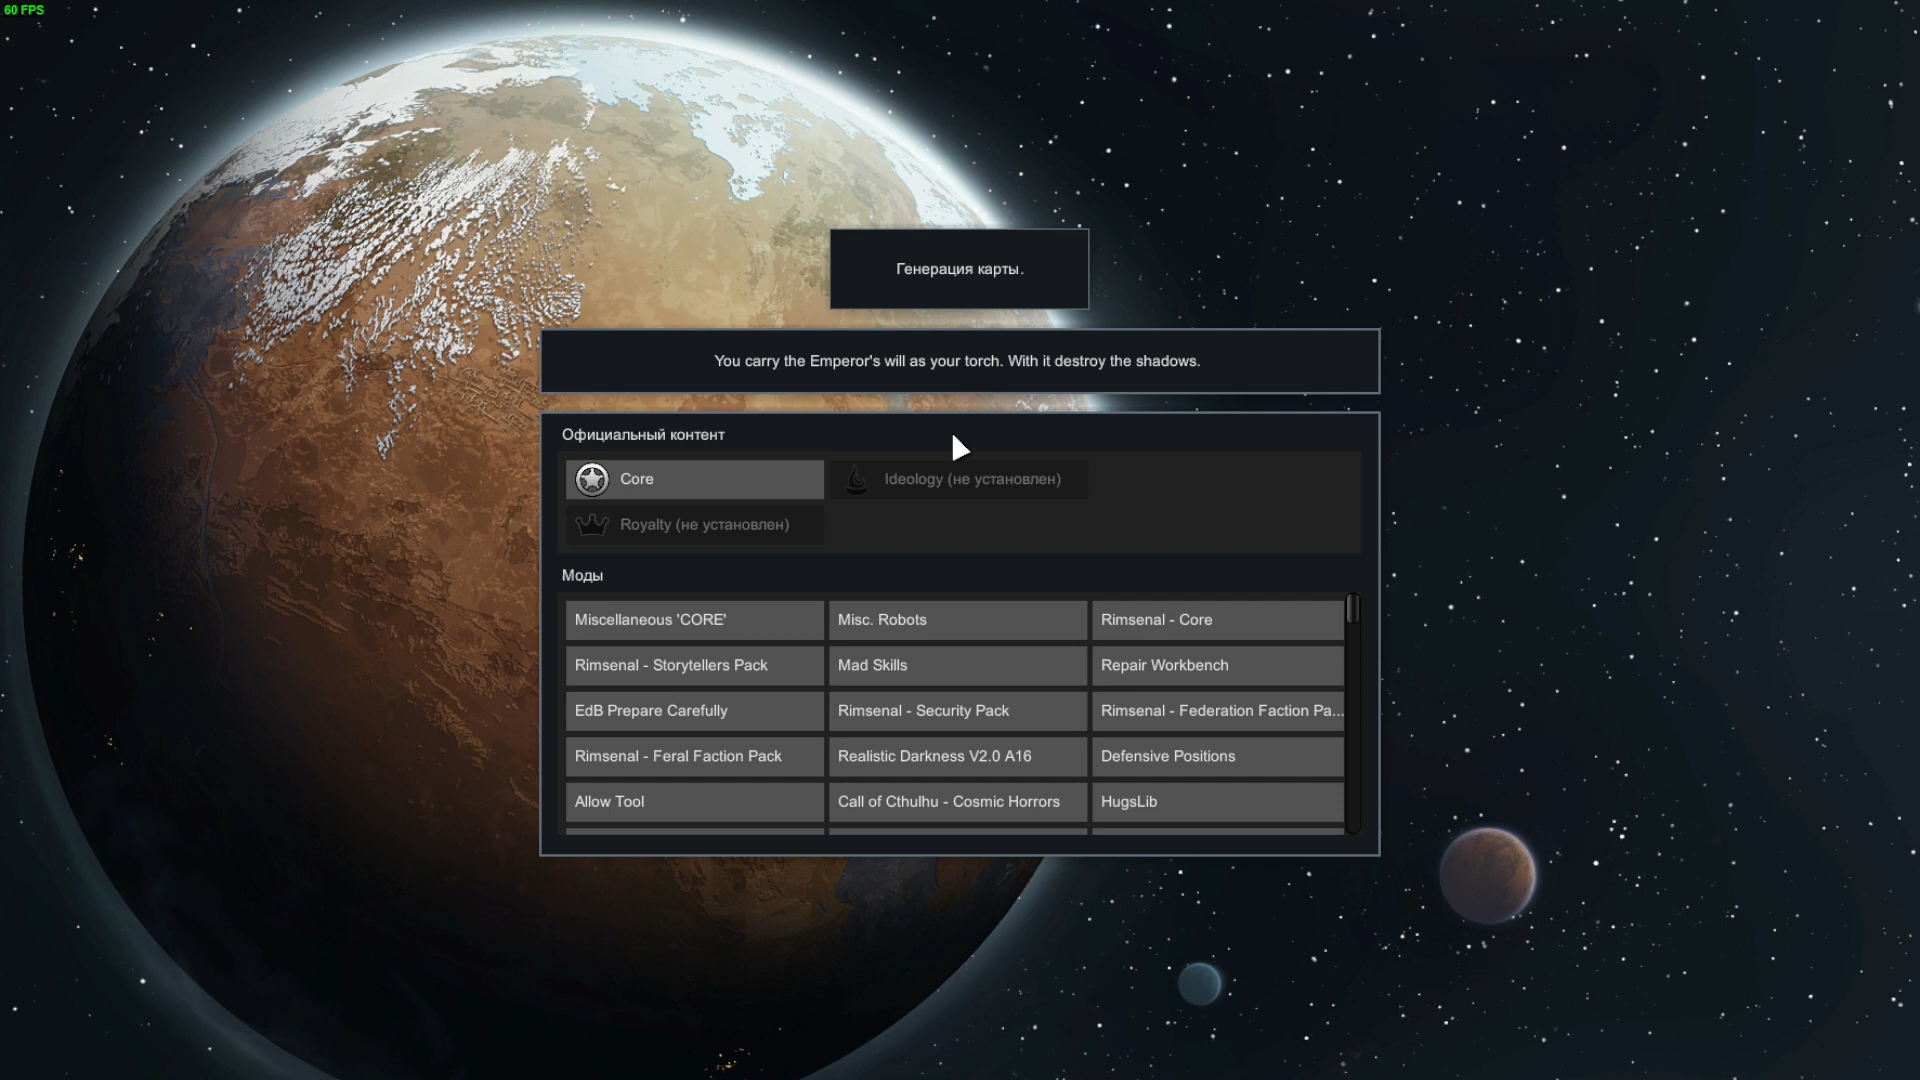 60 FPS
Генерация карты.
You carry the Emperor's will as your torch. With it destroy the shadows.
Официальный контент
Core
Ideology (не установлен)
Royalty (не установлен)
Моды
Miscellaneous 'CORE'
Misc. Robots
Rimsenal - Core
Rimsenal - Storytellers Pack
Mad Skills
Repair Workbench
EdB Prepare Carefully
Rimsenal - Security Pack
Rimsenal - Federation Faction Pa...
Rimsenal - Feral Faction Pack
Realistic Darkness V2.0 A16
Defensive Positions
Allow Tool
Call of Cthulhu - Cosmic Horrors
HugsLib